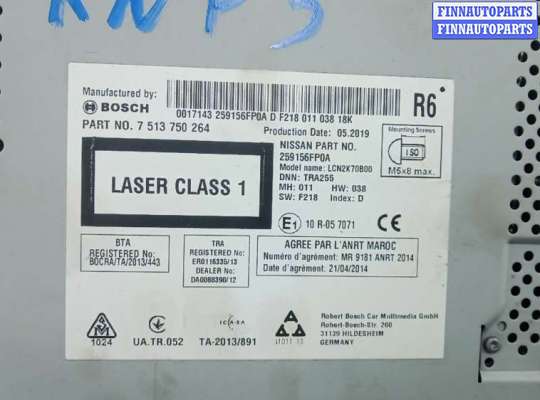 FINNAUTOPARTS
FINNAUTOPARTS
FINNAUTOPARTS
Manufactured by:
BOSCH
0017143 259156FP0A D F218 011 038 18K
R6
PART NO. 7 513 750 264
Production Date: 05.2019
LASER CLASS 1
NISSAN PART NO.
259156FP0A
Model name: LCN2K70B00
DNN: TRA255
MH: 011 HW: 038
SW: F218 Index: D
Mounting Screws
ISO
M5x8 max.
E1 10 R-05 7071 CE
BTA
REGISTERED No:
BOCRA/TA/2013/443
TRA
REGISTERED No:
ER0116335/13
DEALER No:
DA0068390/12
AGREE PAR L'ANRT MAROC
Numéro d'agrément: MR 9181 ANRT 2014
Date d'agrément: 21/04/2014
1024
UA.TR.052
ICASA
TA-2013/891
Robert Bosch Car Multimedia GmbH
Robert-Bosch-Str. 200
31139 HILDESHEIM
GERMANY